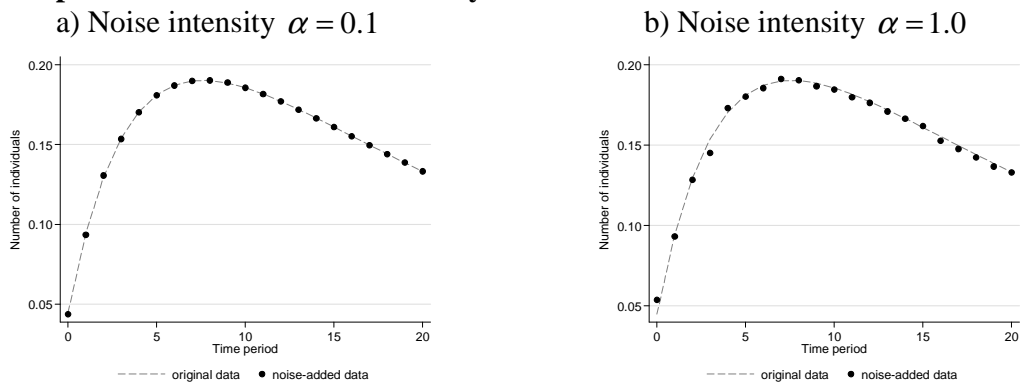 a) Noise intensity α = 0.1
0.20
0.15
0.10
0.05
Number of individuals
0
5
10
15
20
Time period
original data
noise-added data
b) Noise intensity α = 1.0
0.20
0.15
0.10
0.05
Number of individuals
0
5
10
15
20
Time period
original data
noise-added data